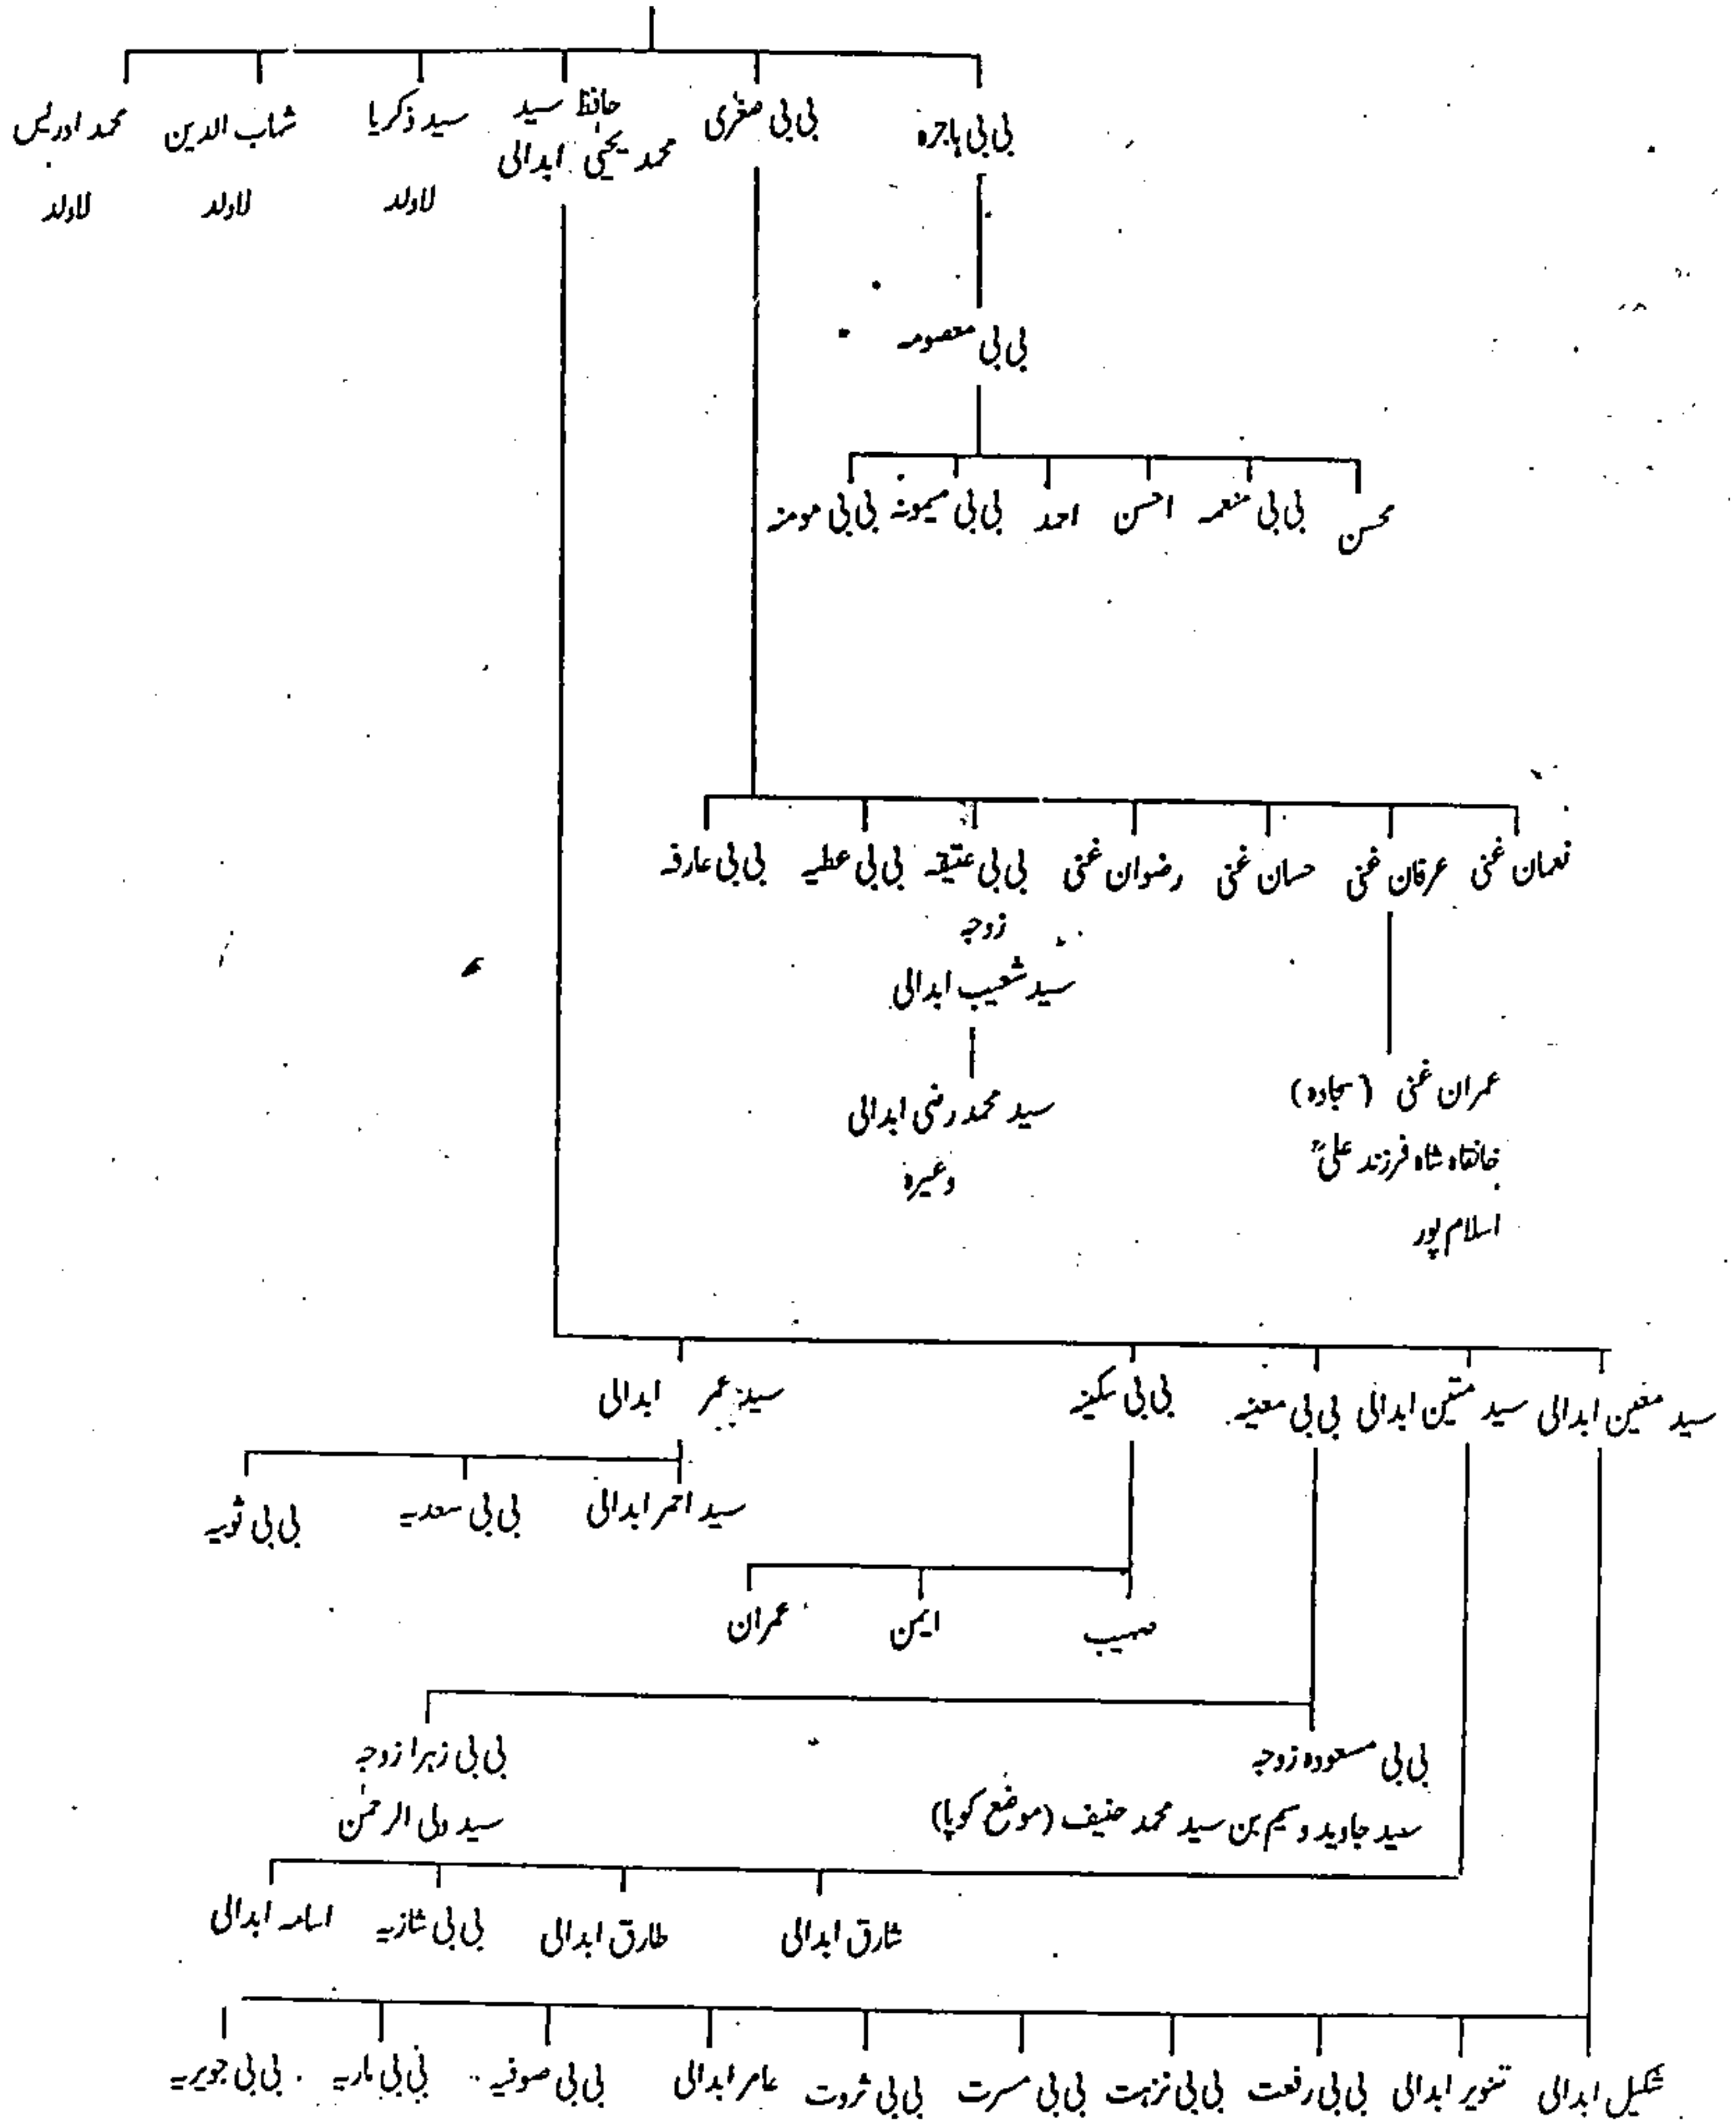 بی بی ہاجرہ
بی بی صغریٰ
حافظ سید
محمد یحییٰ ابدالی
سید ذکریا
لاولد
شہاب الدین
لاولد
محمد ادریس
لاولد
بی بی معصومہ
محسن
بی بی منعمہ
احسن
احمد
بی بی میمونہ
بی بی مومنہ
نعمان غنی
عرفان غنی
حسان غنی
رضوان غنی
بی بی عتیقہ
زوجہ
سید شعیب ابدالی
بی بی عطیہ
بی بی عارفہ
عمران غنی (سجادہ)
خانقاہ شاہ فرزند علیؒ
اسلام پور
سید محمد رضی ابدالی
وغیرہ
سید معین ابدالی
سید متین ابدالی
بی بی معینہ
بی بی سکینہ
سید عمر ابدالی
سید احمر ابدالی
بی بی سعدیہ
بی بی ثوبیہ
صہیب
ایمن
عمران
بی بی مسعودہ زوجہ
سید جاوید وسیم بن سید محمد حنیف (موضع کوپا)
بی بی زہرا زوجہ
سید ولی الرحمٰن
شارق ابدالی
طارق ابدالی
بی بی شازیہ
اسامہ ابدالی
شکیل ابدالی
تنویر ابدالی
بی بی رفعت
بی بی نزہت
بی بی مسرت
بی بی ثروت
عامر ابدالی
بی بی صوفیہ
بی بی ماریہ
بی بی جویریہ